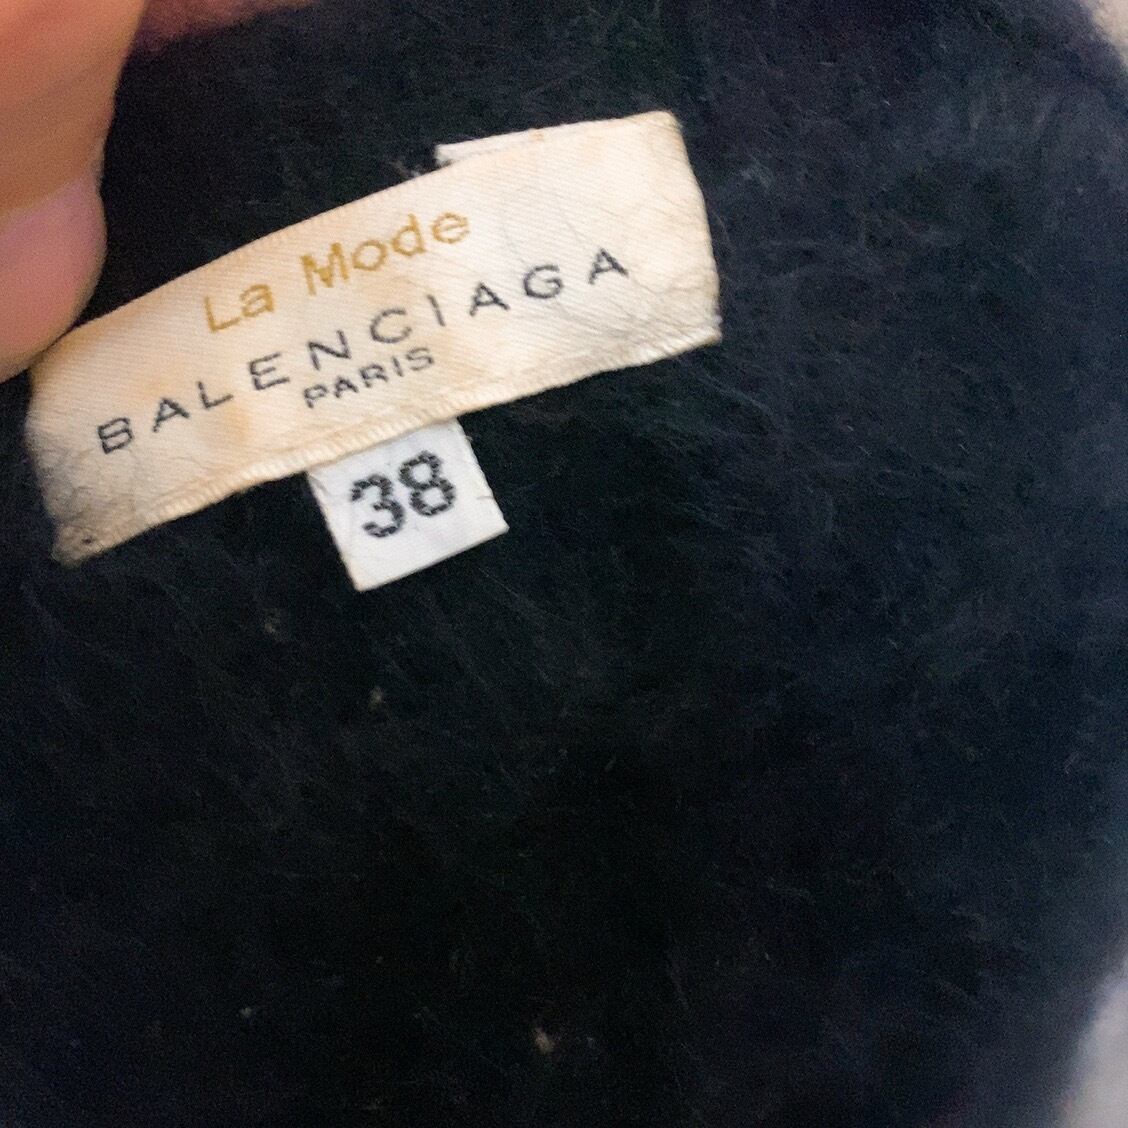 La Mode
BALENCIAGA
PARIS
38